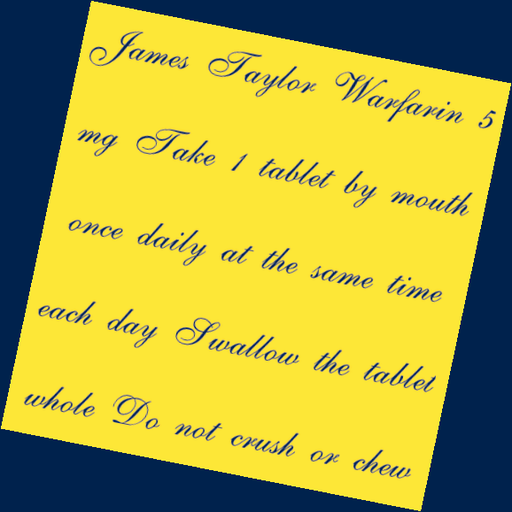 James Taylor Warfarin 5
mg Take 1 tablet by mouth
once daily at the same time
each day Swallow the tablet
whole Do not crush or chew